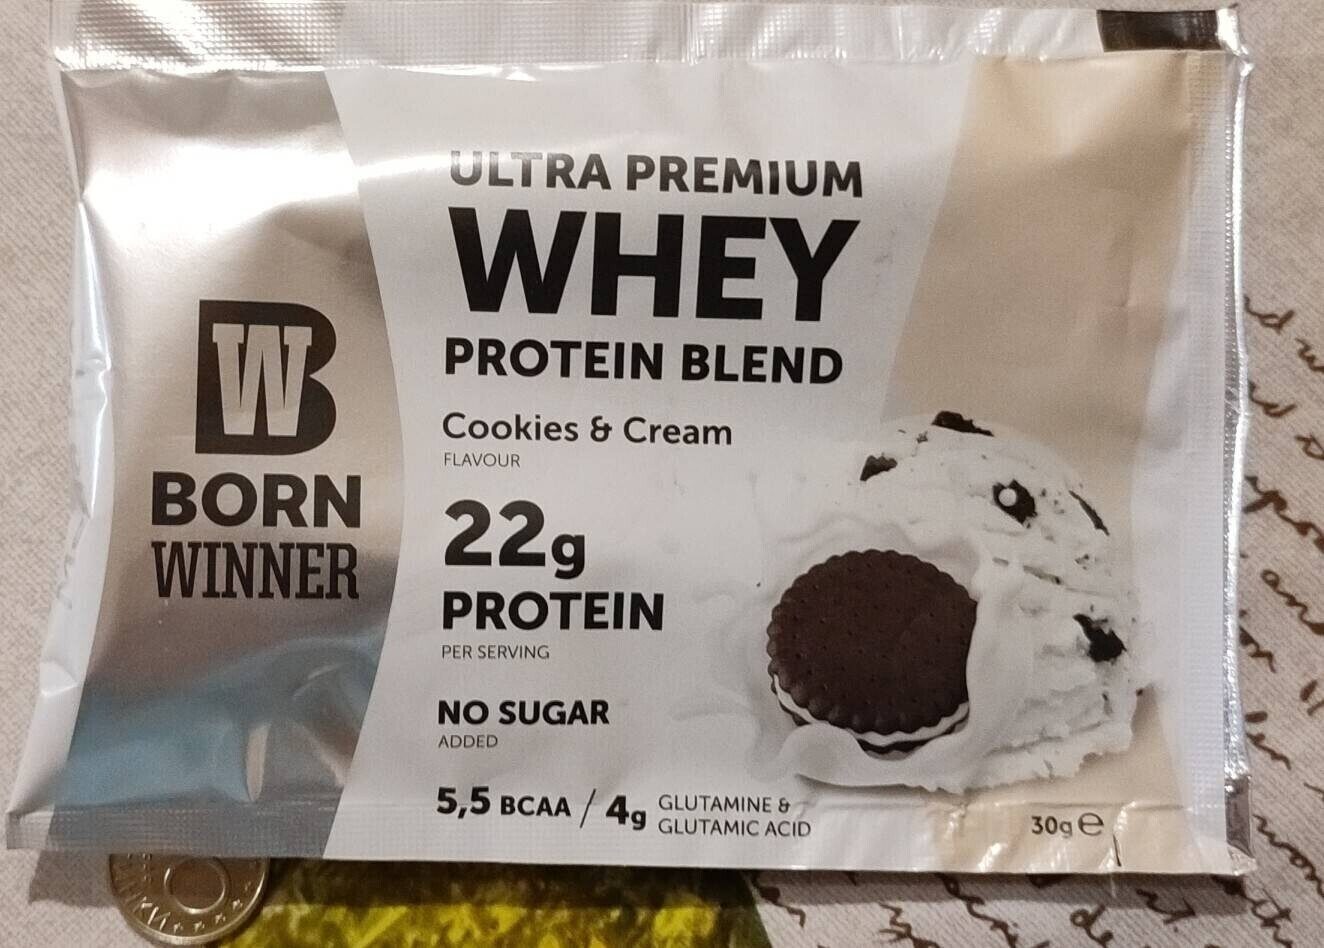 BW
BORN
WINNER
ULTRA PREMIUM
WHEY
PROTEIN BLEND
Cookies & Cream
FLAVOUR
22g
PROTEIN
PER SERVING
NO SUGAR
ADDED
5,5 BCAA / 4g GLUTAMINE &
GLUTAMIC ACID
30g ℮